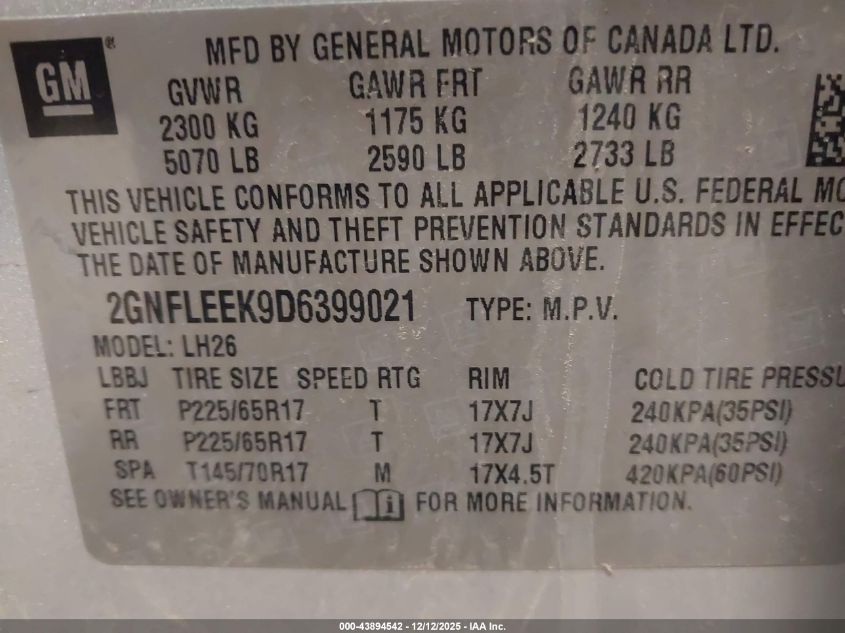 GM ® MFD BY GENERAL MOTORS OF CANADA LTD.
GVWR GAWR FRT GAWR RR
2300 KG 1175 KG 1240 KG
5070 LB 2590 LB 2733 LB
THIS VEHICLE CONFORMS TO ALL APPLICABLE U.S. FEDERAL MO
VEHICLE SAFETY AND THEFT PREVENTION STANDARDS IN EFFEC
THE DATE OF MANUFACTURE SHOWN ABOVE.
2GNFLEEK9D6399021 TYPE: M.P.V.
MODEL: LH26
LBBJ TIRE SIZE SPEED RTG RIM COLD TIRE PRESSU
FRT P225/65R17 T 17X7J 240KPA(35PSI)
RR P225/65R17 T 17X7J 240KPA(35PSI)
SPA T145/70R17 M 17X4.5T 420KPA(60PSI)
SEE OWNER'S MANUAL i FOR MORE INFORMATION.
000-43894542 - 12/12/2025 - IAA Inc.